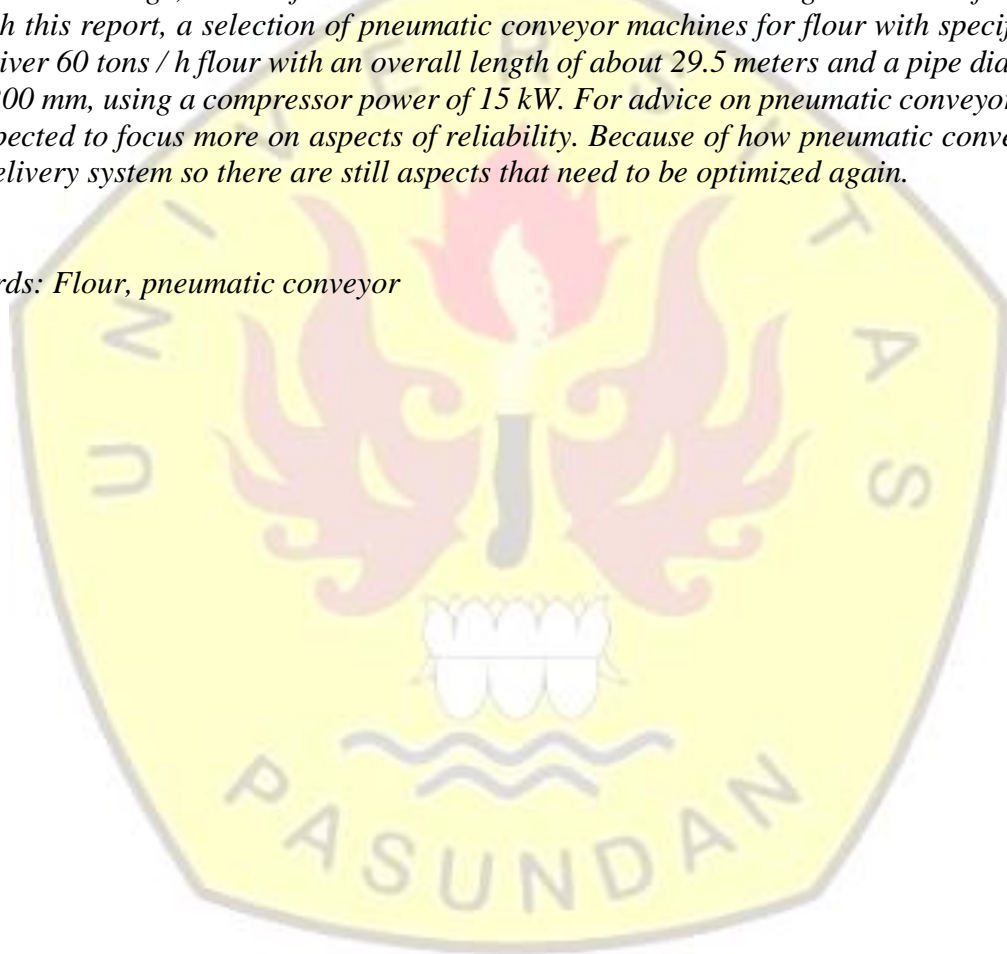 h this report, a selection of pneumatic conveyor machines for flour with specif
iver 60 tons / h flour with an overall length of about 29.5 meters and a pipe dia
200 mm, using a compressor power of 15 kW. For advice on pneumatic conveyor
pected to focus more on aspects of reliability. Because of how pneumatic conve
elivery system so there are still aspects that need to be optimized again.
rds: Flour, pneumatic conveyor
UNIVERSITAS
PASUNDAN